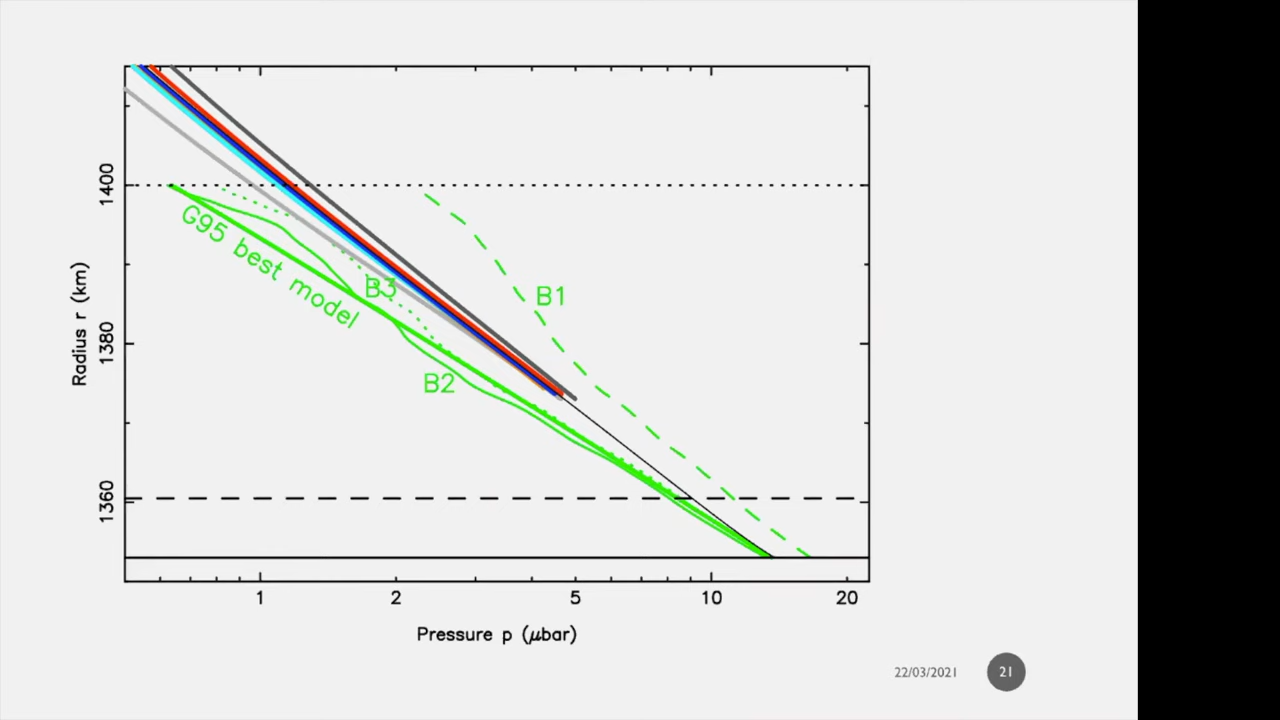 1400
G95 best model
B3
B1
1380
B2
1360
Radius r (km)
1 2 5 10 20
Pressure p (μbar)
22/03/2021 21